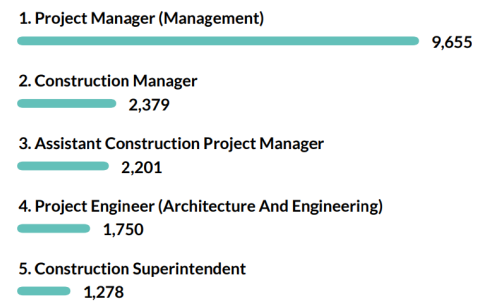 1. Project Manager (Management)
9,655
2. Construction Manager
2,379
3. Assistant Construction Project Manager
2,201
4. Project Engineer (Architecture And Engineering)
1,750
5. Construction Superintendent
1,278